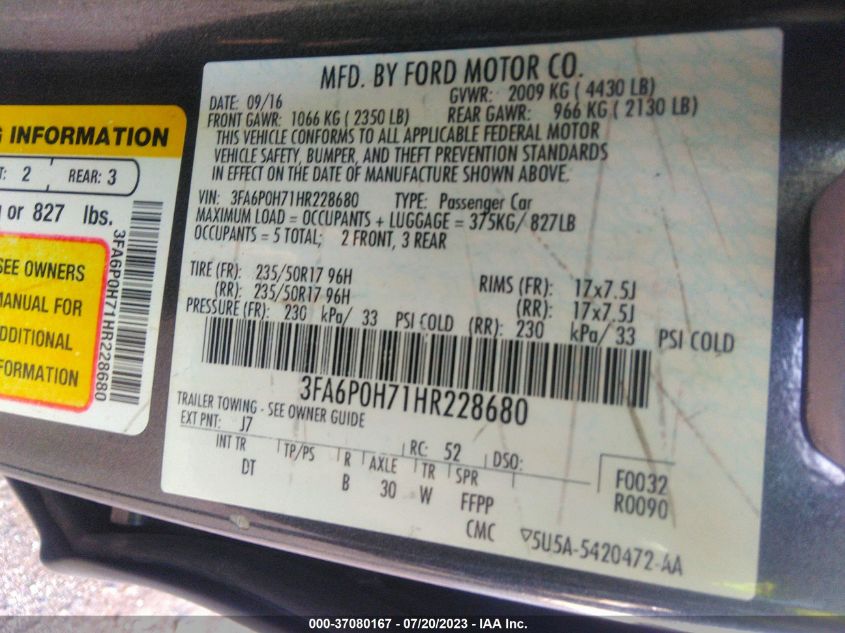 G INFORMATION
T: 2 REAR: 3
g or 827 lbs.
SEE OWNERS
MANUAL FOR
ADDITIONAL
INFORMATION
3FA6P0H71HR228680
MFD. BY FORD MOTOR CO.
DATE: 09/16 GVWR: 2009 KG ( 4430 LB)
FRONT GAWR: 1066 KG ( 2350 LB) REAR GAWR: 966 KG ( 2130 LB)
THIS VEHICLE CONFORMS TO ALL APPLICABLE FEDERAL MOTOR
VEHICLE SAFETY, BUMPER, AND THEFT PREVENTION STANDARDS
IN EFFECT ON THE DATE OF MANUFACTURE SHOWN ABOVE.
VIN: 3FA6P0H71HR228680 TYPE: Passenger Car
MAXIMUM LOAD = OCCUPANTS + LUGGAGE = 375KG/ 827LB
OCCUPANTS = 5 TOTAL; 2 FRONT, 3 REAR
TIRE (FR): 235/50R17 96H RIMS (FR): 17x7.5J
(RR): 235/50R17 96H (RR): 17x7.5J
PRESSURE (FR): 230 kPa/ 33 PSI COLD (RR): 230 kPa/33 PSI COLD
3FA6P0H71HR228680
TRAILER TOWING - SEE OWNER GUIDE
EXT PNT: J7 RC: 52 DSO:
INT TR TP/PS R AXLE TR SPR F0032
DT B 30 W FFPP R0090
CMC ▽5U5A-5420472-AA
000-37080167 - 07/20/2023 - IAA Inc.